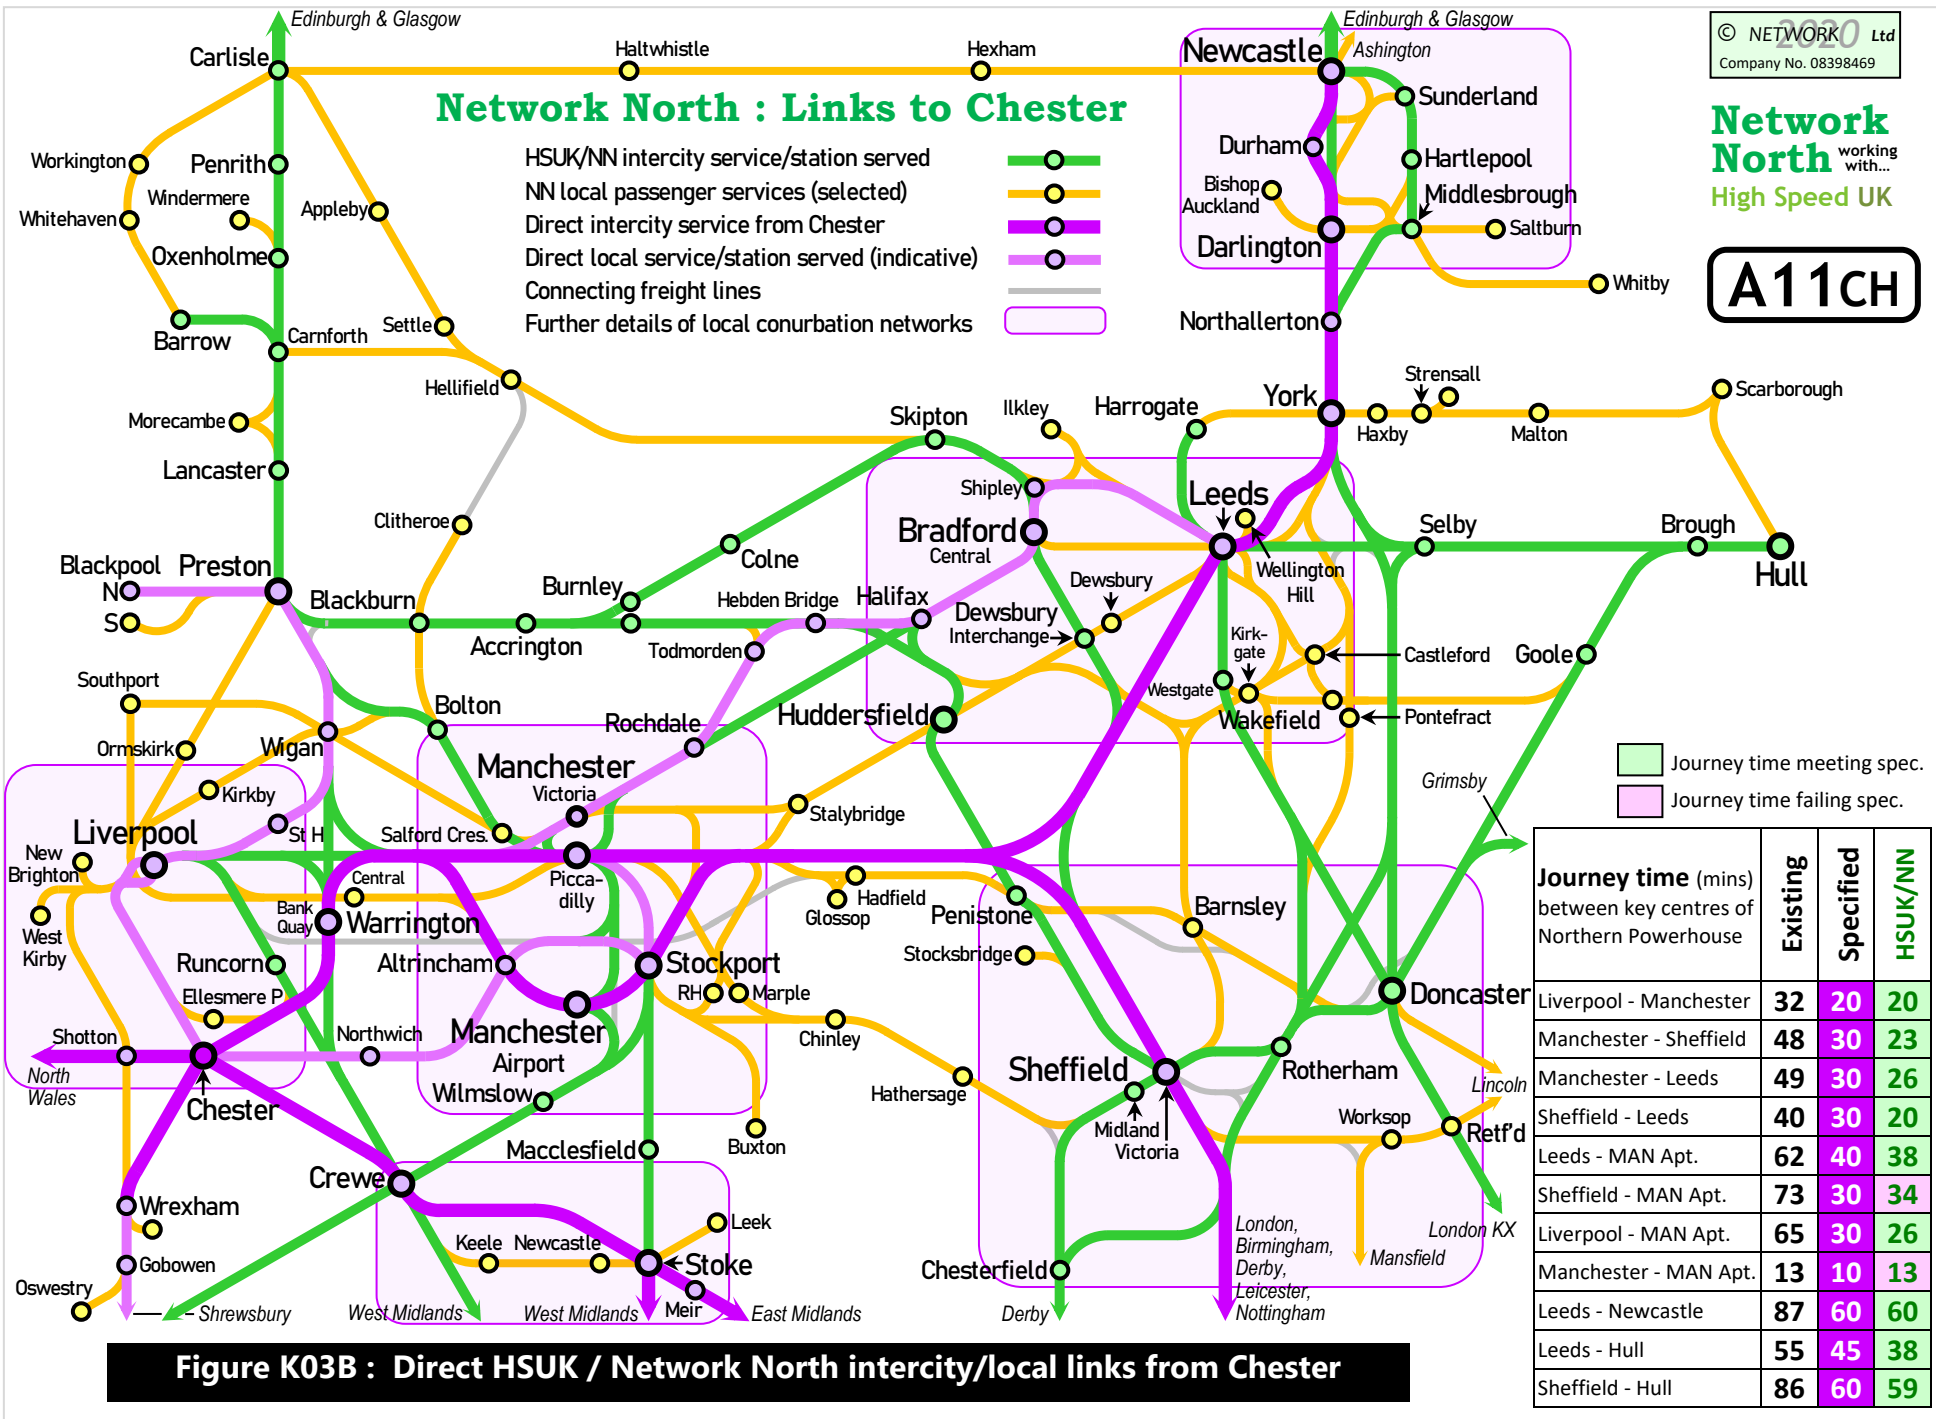 Edinburgh & Glasgow
Edinburgh & Glasgow
Carlisle
Haltwhistle
Hexham
Newcastle
Ashington
© NETWORK 2020 Ltd
Company No. 08398469
Network North : Links to Chester
Sunderland
Network
North working
with...
High Speed UK
HSUK/NN intercity service/station served
NN local passenger services (selected)
Direct intercity service from Chester
Direct local service/station served (indicative)
Connecting freight lines
Further details of local conurbation networks
Workington
Penrith
Windermere
Whitehaven
Appleby
Oxenholme
Durham
Hartlepool
Bishop
Auckland
Middlesbrough
Saltburn
Darlington
Whitby
A11CH
Barrow
Carnforth
Settle
Northallerton
Hellifield
Strensall
Scarborough
Morecambe
Skipton
Ilkley
Harrogate
York
Haxby
Malton
Lancaster
Shipley
Leeds
Clitheroe
Bradford
Central
Selby
Brough
Hull
Colne
Blackpool
N
S
Preston
Blackburn
Burnley
Accrington
Hebden Bridge
Halifax
Todmorden
Dewsbury
Dewsbury
Interchange
Wellington
Hill
Kirk-
gate
Castleford
Goole
Westgate
Wakefield
Pontefract
Southport
Bolton
Rochdale
Huddersfield
Ormskirk
Wigan
Kirkby
Manchester
Victoria
Stalybridge
Grimsby
Journey time meeting spec.
Journey time failing spec.
Liverpool
St H
Salford Cres.
New
Brighton
Central
Picca-
dilly
Glossop
Hadfield
Penistone
Barnsley
West
Kirby
Bank
Quay
Warrington
Stocksbridge
Runcorn
Altrincham
Stockport
RH
Marple
Doncaster
Ellesmere P
Shotton
Northwich
Manchester
Airport
Chinley
North
Wales
Chester
Wilmslow
Hathersage
Sheffield
Midland
Victoria
Rotherham
Lincoln
Worksop
Retf'd
Buxton
Macclesfield
Crewe
Wrexham
Leek
Keele
Newcastle
Stoke
Meir
Gobowen
Oswestry
Shrewsbury
West Midlands
West Midlands
East Midlands
Chesterfield
Derby
London,
Birmingham,
Derby,
Leicester,
Nottingham
Mansfield
London KX
Journey time (mins)
between key centres of
Northern Powerhouse
Existing
Specified
HSUK/NN
Liverpool - Manchester 32 20 20
Manchester - Sheffield 48 30 23
Manchester - Leeds 49 30 26
Sheffield - Leeds 40 30 20
Leeds - MAN Apt. 62 40 38
Sheffield - MAN Apt. 73 30 34
Liverpool - MAN Apt. 65 30 26
Manchester - MAN Apt. 13 10 13
Leeds - Newcastle 87 60 60
Leeds - Hull 55 45 38
Sheffield - Hull 86 60 59
Figure K03B : Direct HSUK / Network North intercity/local links from Chester